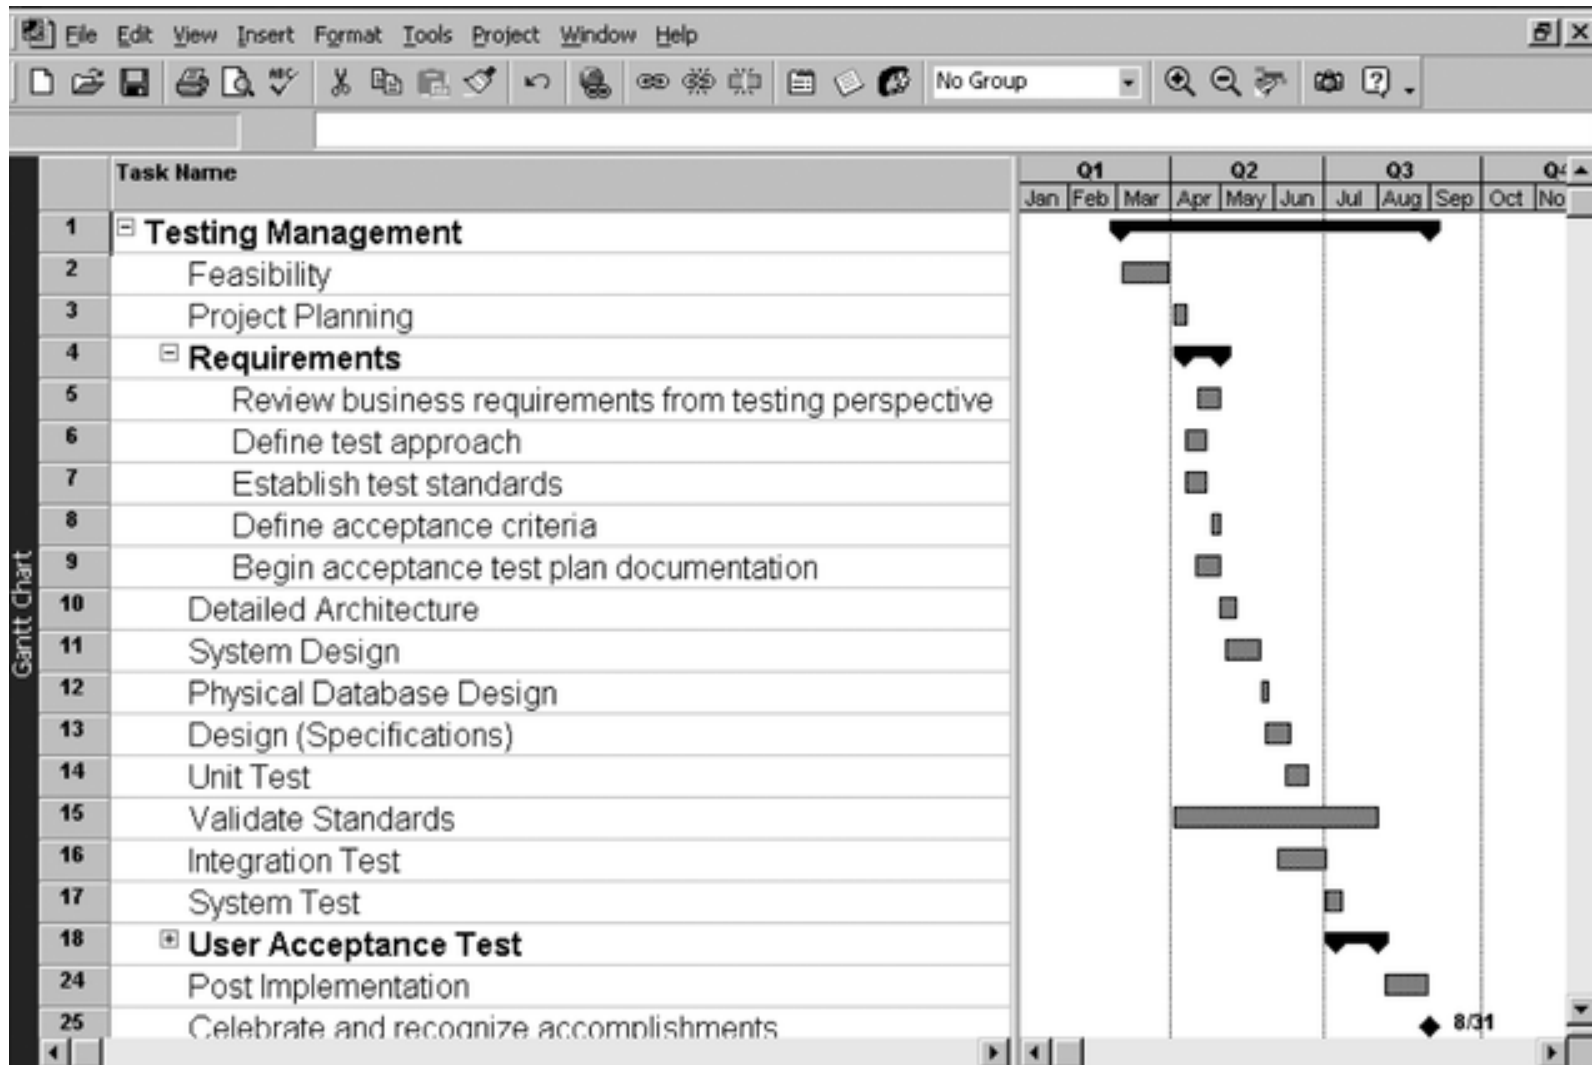 File Edit View Insert Format Tools Project Window Help
ABC No Group
Task Name Q1 Q2 Q3
Jan Feb Mar Apr May Jun Jul Aug Sep Oct
1 Testing Management
2 Feasibility
3 Project Planning
4 Requirements
5 Review business requirements from testing perspective
6 Define test approach
7 Establish test standards
8 Define acceptance criteria
9 Begin acceptance test plan documentation
10 Detailed Architecture
11 System Design
12 Physical Database Design
13 Design (Specifications)
14 Unit Test
15 Validate Standards
16 Integration Test
17 System Test
18 User Acceptance Test
24 Post Implementation
25 Celebrate and recognize accomplishments 8/31
Gantt Chart